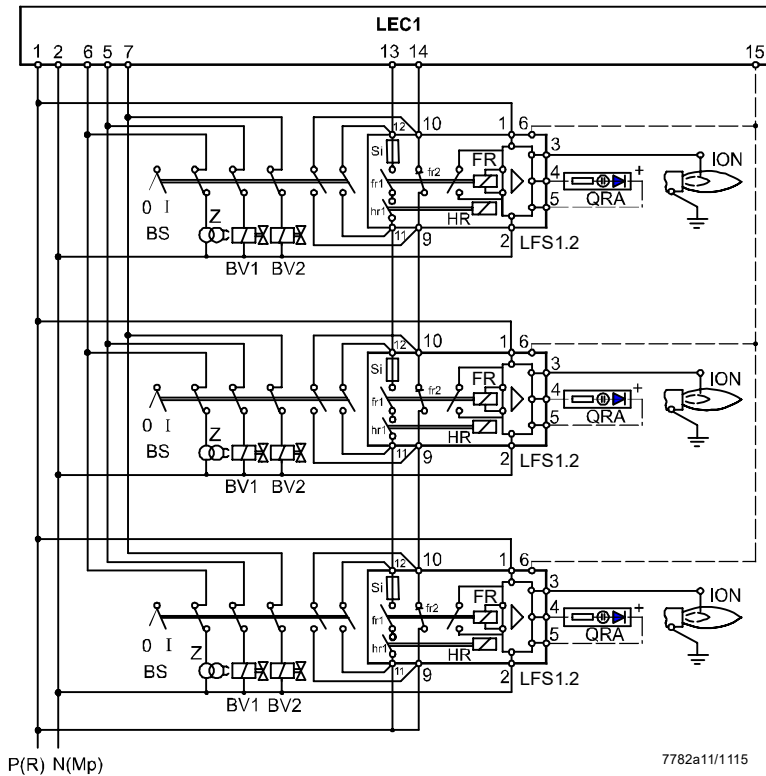 LEC1
1 2 6 5 7 13 14 15
12 10 1 6
3
Si FR ION
fr1 fr2 4 +
0 I Z hr1 HR 5 QRA
BS 11 9 2 LFS1.2
BV1 BV2
12 10 1 6
3
Si FR ION
fr1 fr2 4 +
0 I Z hr1 HR 5 QRA
BS 11 9 2 LFS1.2
BV1 BV2
12 10 1 6
3
Si FR ION
fr1 fr2 4 +
0 I Z hr1 HR 5 QRA
BS 11 9 2 LFS1.2
BV1 BV2
P(R) N(Mp) 7782a11/1115